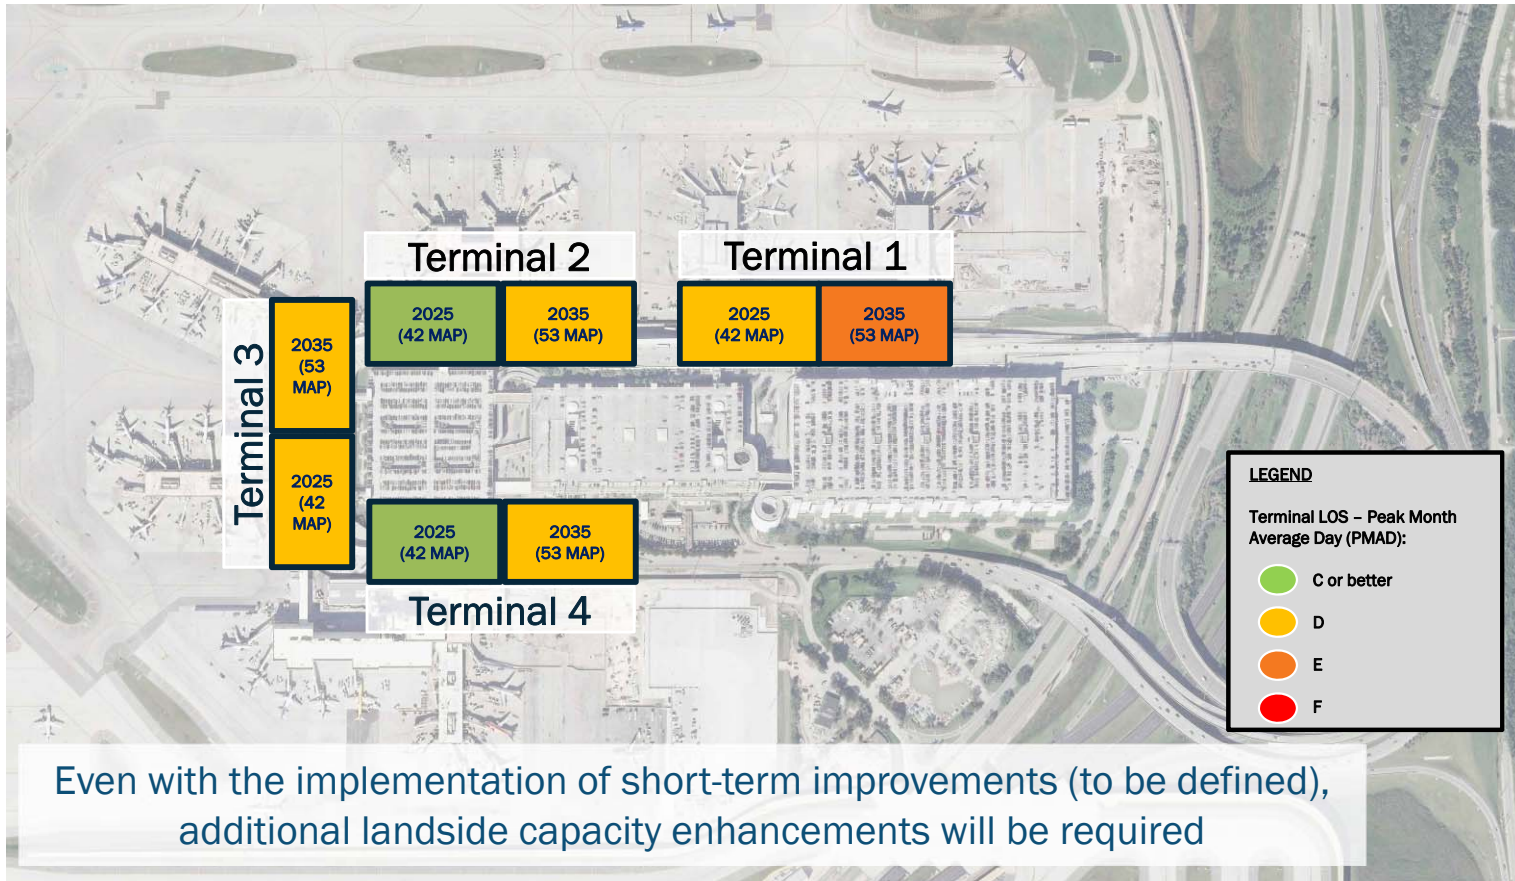 Terminal 2
2025
(42 MAP)
2035
(53 MAP)
Terminal 1
2025
(42 MAP)
2035
(53 MAP)
Terminal 3
2035
(53
MAP)
2025
(42
MAP)
2025
(42 MAP)
2035
(53 MAP)
Terminal 4
LEGEND
Terminal LOS – Peak Month
Average Day (PMAD):
C or better
D
E
F
Even with the implementation of short-term improvements (to be defined),
additional landside capacity enhancements will be required